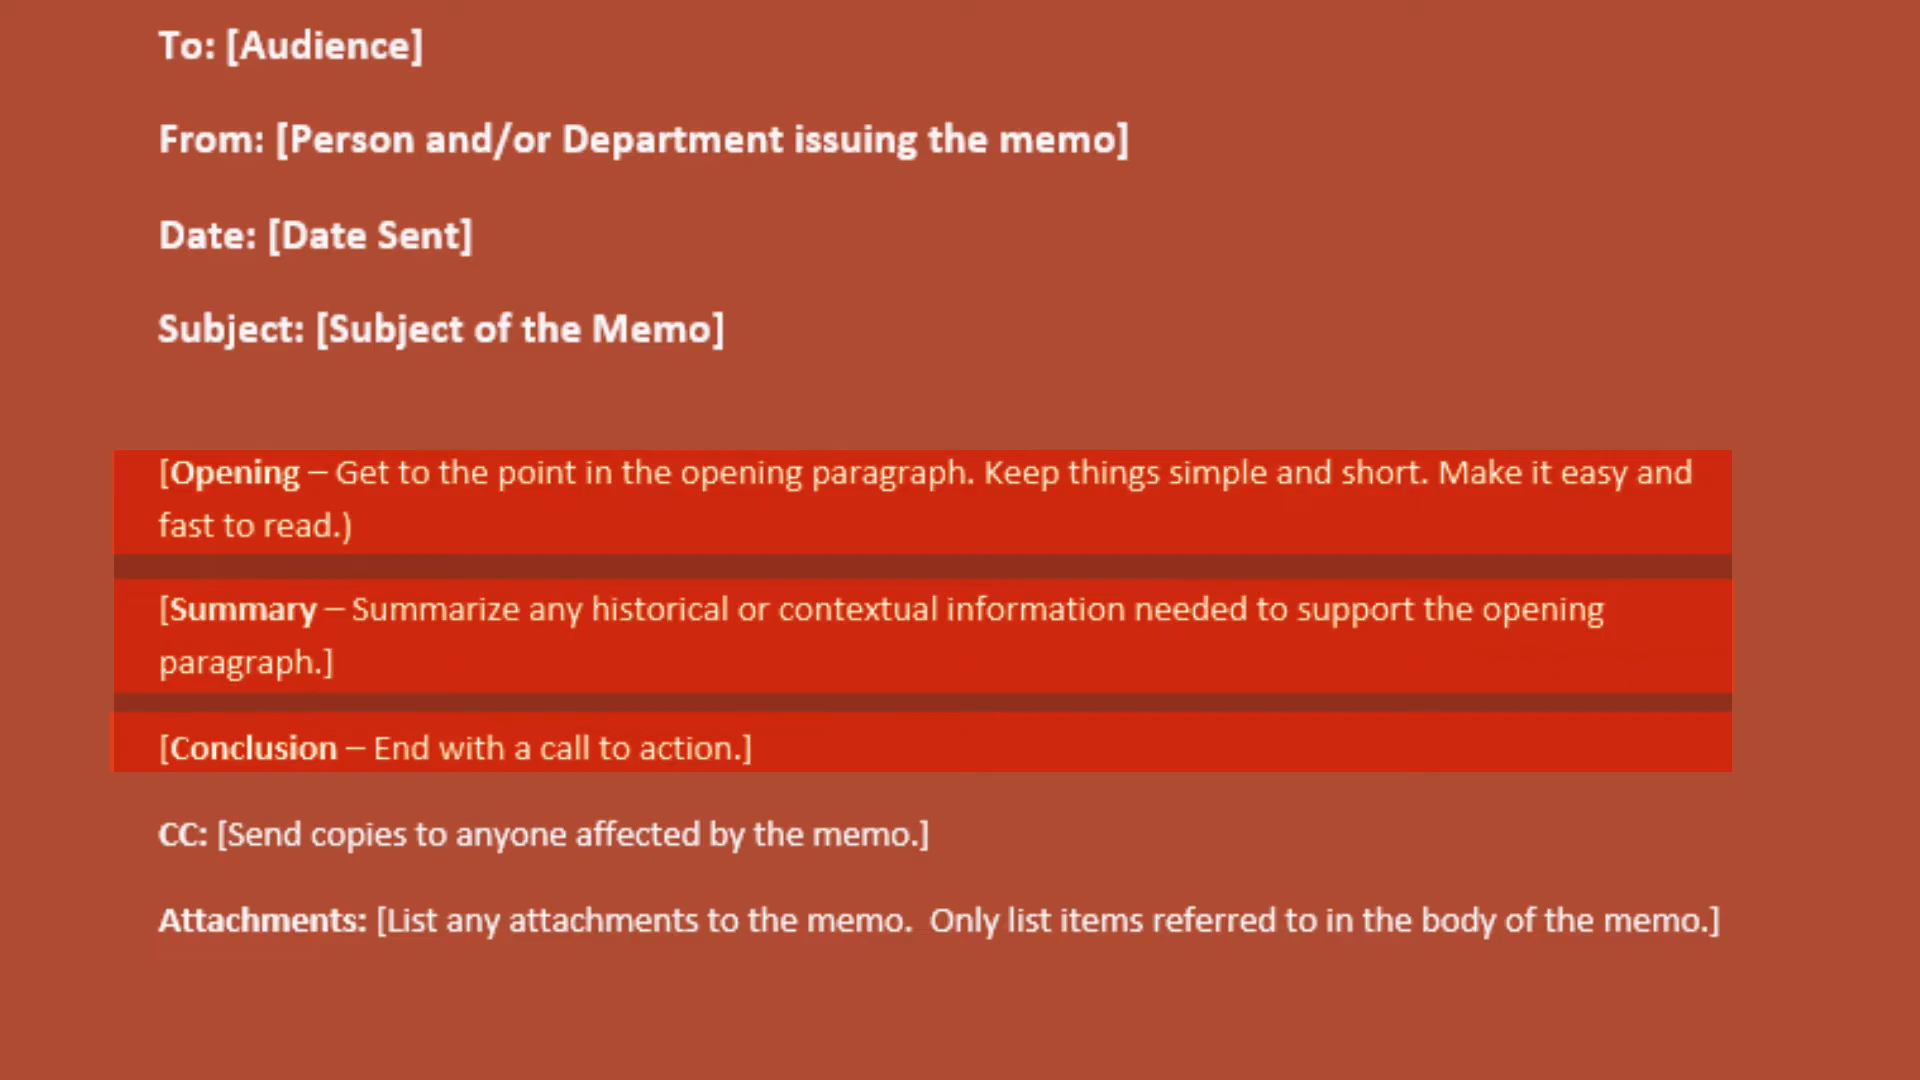 To: [Audience]
From: [Person and/or Department issuing the memo]
Date: [Date Sent]
Subject: [Subject of the Memo]
[Opening – Get to the point in the opening paragraph. Keep things simple and short. Make it easy and
fast to read.)
[Summary – Summarize any historical or contextual information needed to support the opening
paragraph.]
[Conclusion – End with a call to action.]
CC: [Send copies to anyone affected by the memo.]
Attachments: [List any attachments to the memo.  Only list items referred to in the body of the memo.]